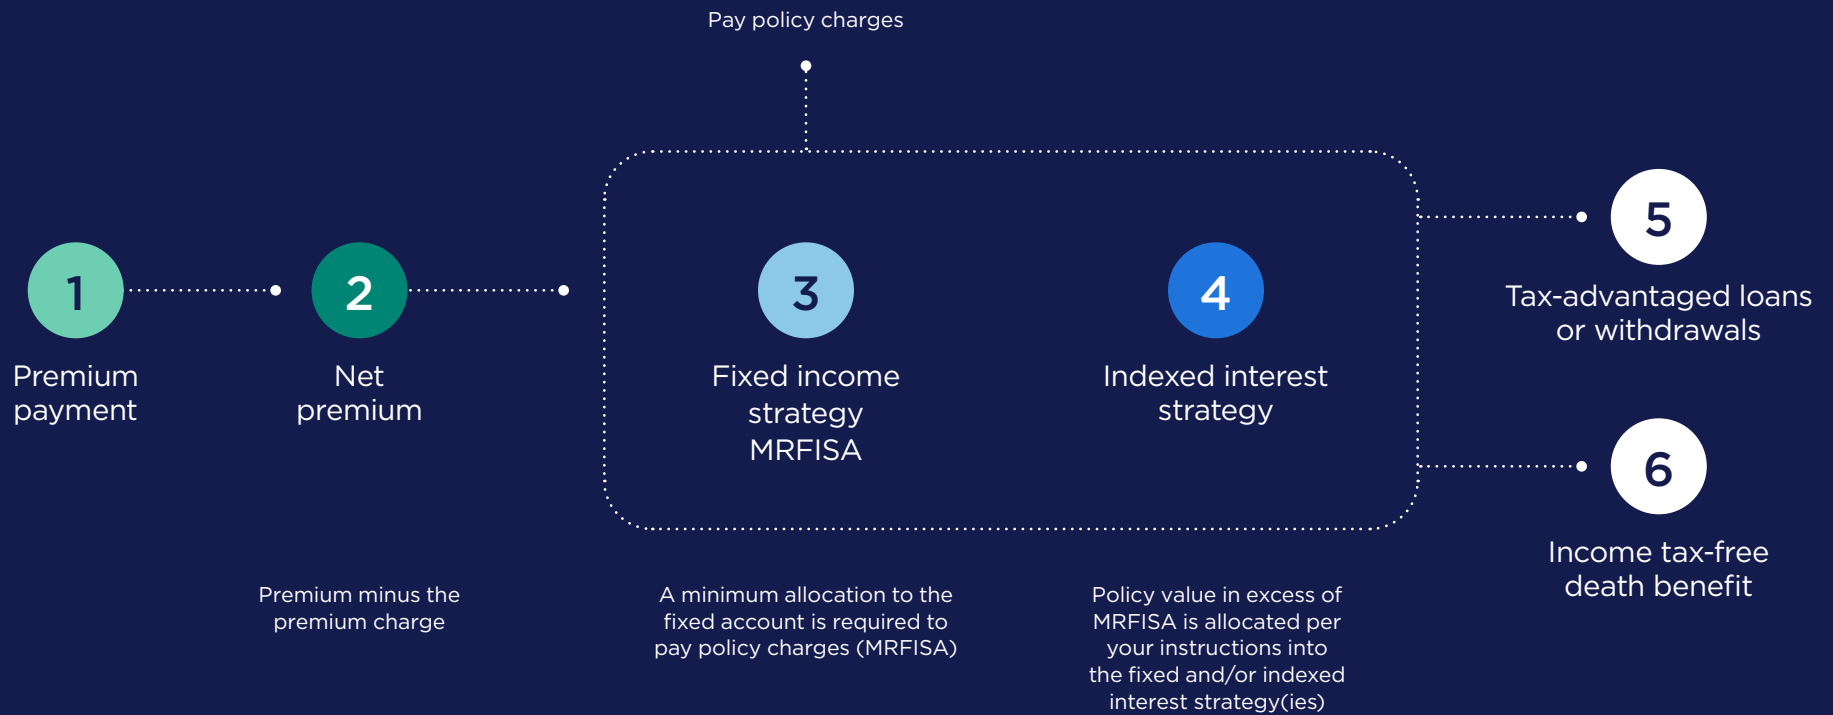 Pay policy charges
1
Premium
payment
2
Net
premium
3
Fixed income
strategy
MRFISA
4
Indexed interest
strategy
5
Tax-advantaged loans
or withdrawals
6
Income tax-free
death benefit
Premium minus the
premium charge
A minimum allocation to the
fixed account is required to
pay policy charges (MRFISA)
Policy value in excess of
MRFISA is allocated per
your instructions into
the fixed and/or indexed
interest strategy(ies)